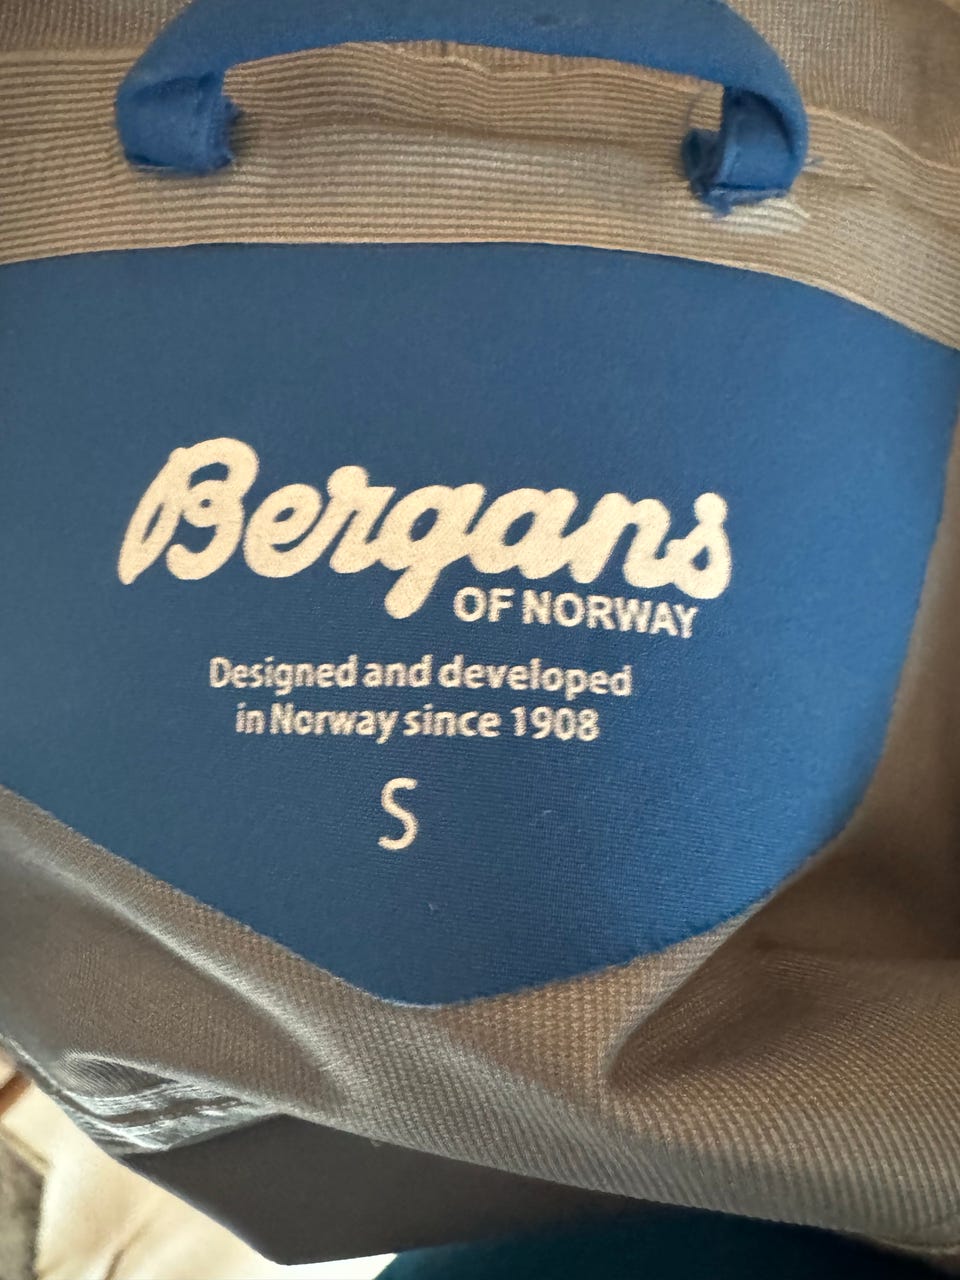 Bergans
OF NORWAY
Designed and developed
in Norway since 1908
S